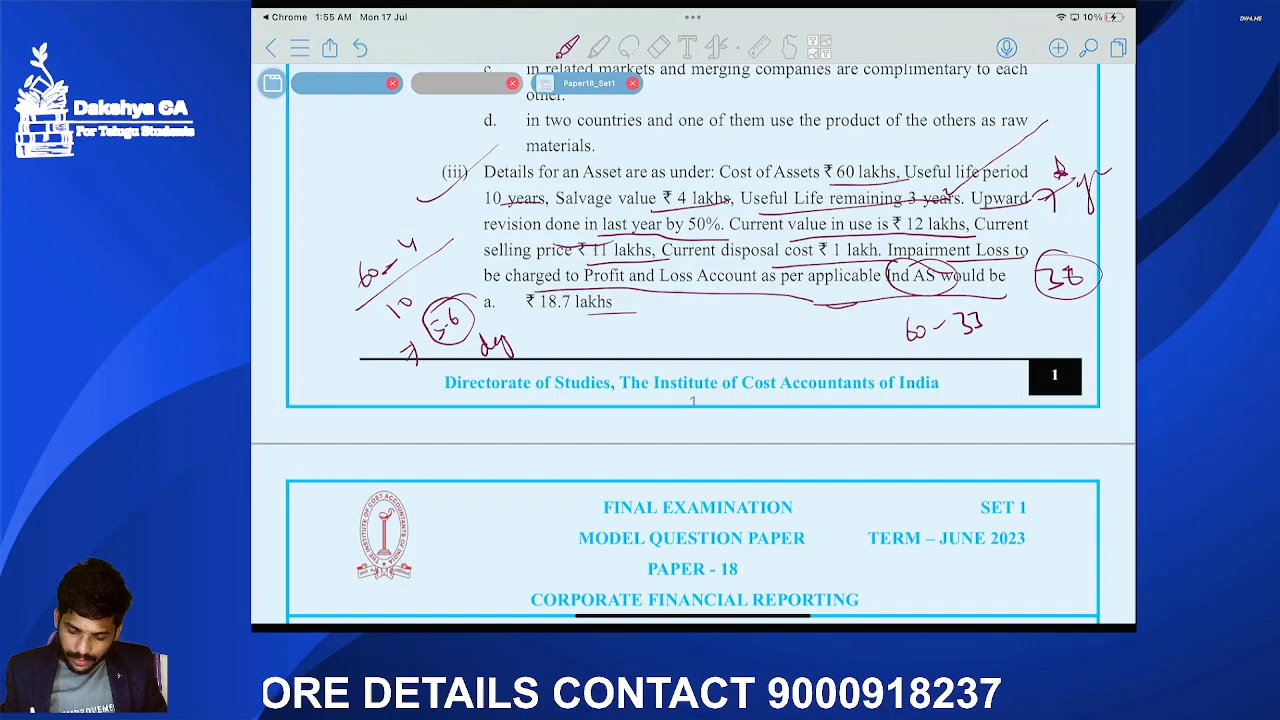 Chrome 1:55 AM Mon 17 Jul
10%
DW4.ME
Dakshya CA
For Telugu Students
Paper18_Set1
c. in related markets and merging companies are complimentary to each
other.
d. in two countries and one of them use the product of the others as raw
materials.
(iii) Details for an Asset are as under: Cost of Assets ₹ 60 lakhs, Useful life period
10 years, Salvage value ₹ 4 lakhs, Useful Life remaining 3 years. Upward
revision done in last year by 50%. Current value in use is ₹ 12 lakhs, Current
selling price ₹ 11 lakhs, Current disposal cost ₹ 1 lakh. Impairment Loss to
be charged to Profit and Loss Account as per applicable Ind AS would be
a. ₹ 18.7 lakhs
60-4
10
5.6
36
60-33
Directorate of Studies, The Institute of Cost Accountants of India
1
1
FINAL EXAMINATION SET 1
MODEL QUESTION PAPER TERM – JUNE 2023
PAPER - 18
CORPORATE FINANCIAL REPORTING
ORE DETAILS CONTACT 9000918237